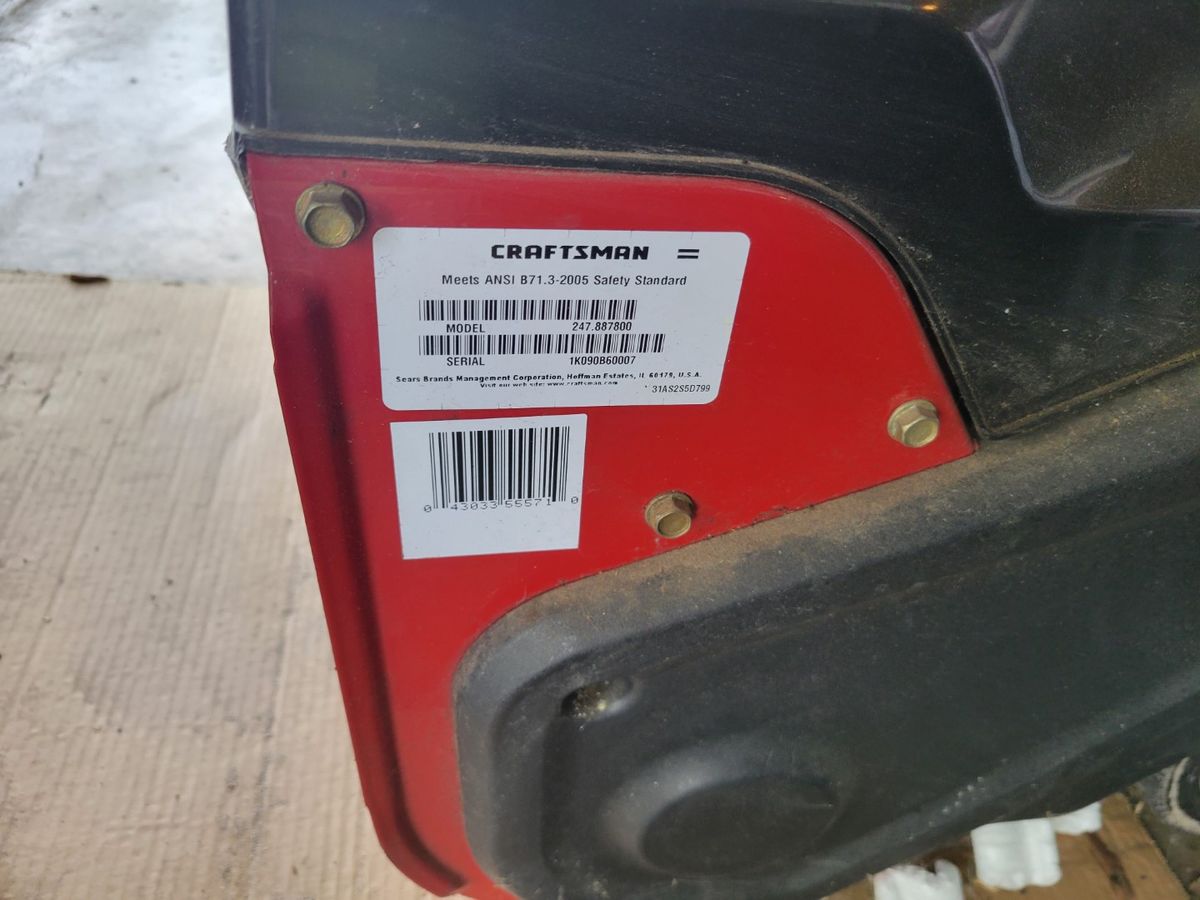 CRAFTSMAN
Meets ANSI B71.3-2005 Safety Standard
MODEL 247.887800
SERIAL 1K090B60007
Sears Brands Management Corporation, Hoffman Estates, IL 60179, U.S.A.
Visit our web site: www.craftsman.com
31AS2S5D799
0 43033 55571 0